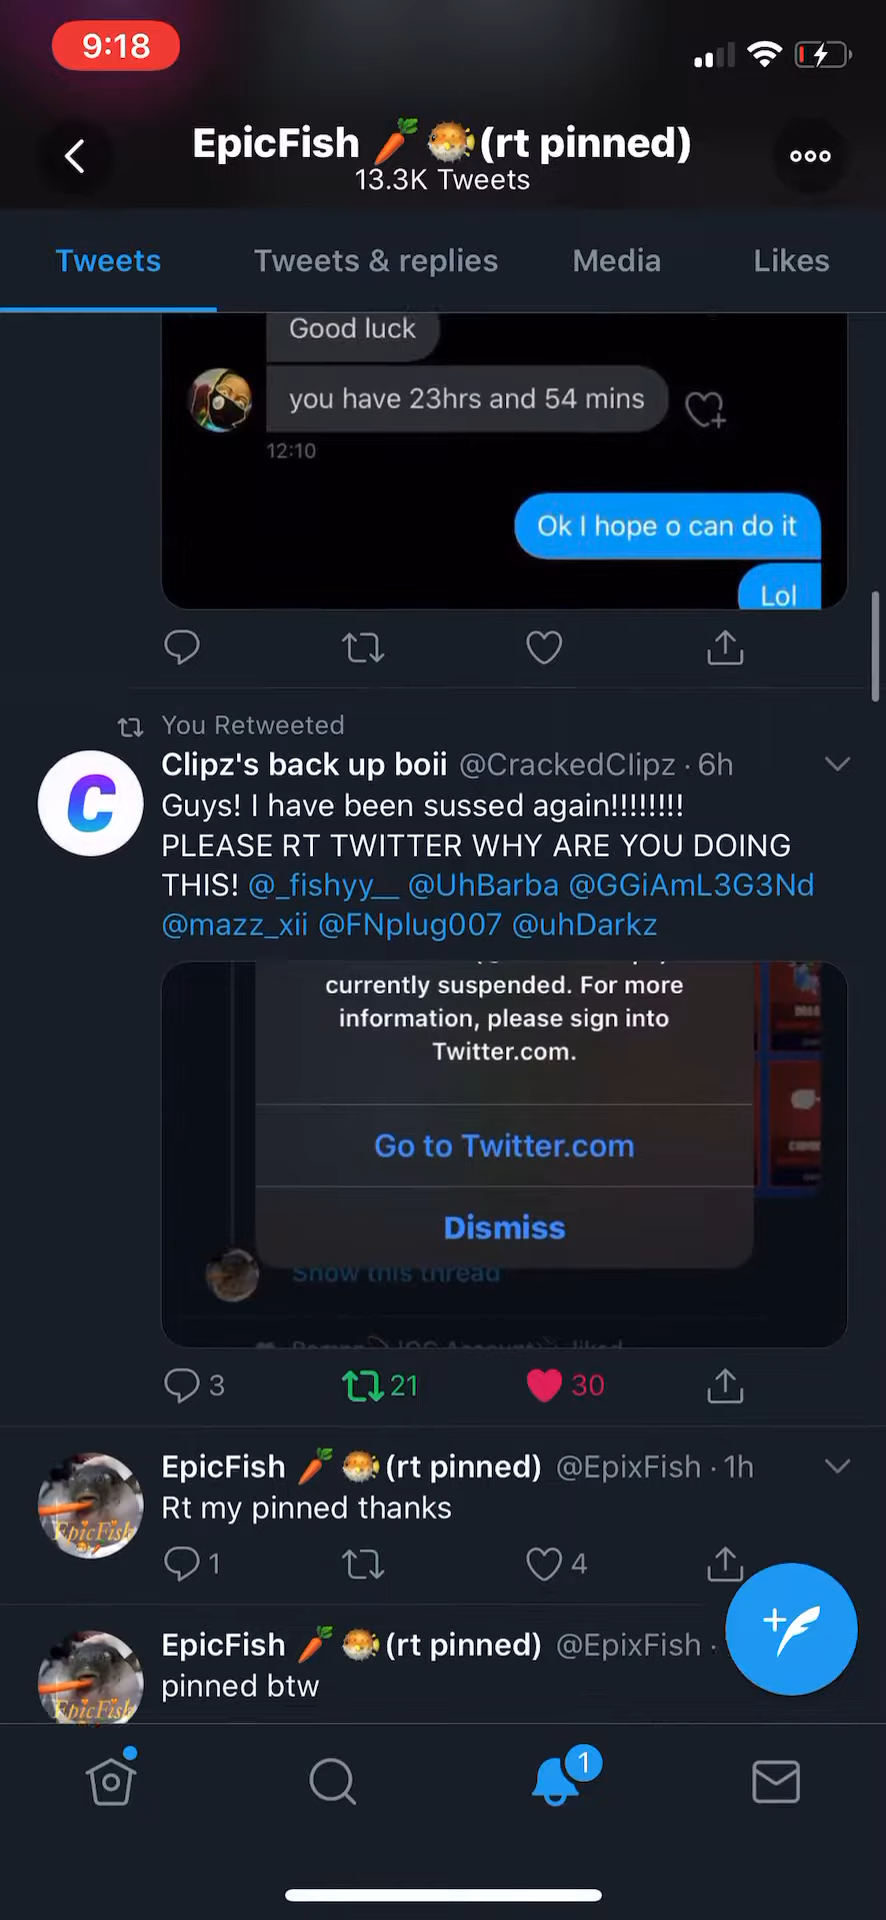 9:18
EpicFish 🥕🐡(rt pinned)
13.3K Tweets
Tweets Tweets & replies Media Likes
Good luck
you have 23hrs and 54 mins
12:10
Ok I hope o can do it
Lol
You Retweeted
Clipz's back up boii @CrackedClipz · 6h
Guys! I have been sussed again!!!!!!!!
PLEASE RT TWITTER WHY ARE YOU DOING
THIS! @_fishyy__ @UhBarba @GGiAmL3G3Nd
@mazz_xii @FNplug007 @uhDarkz
currently suspended. For more
information, please sign into
Twitter.com.
Go to Twitter.com
Dismiss
Show this thread
3 21 30
EpicFish 🥕🐡(rt pinned) @EpixFish · 1h
Rt my pinned thanks
1 4
EpicFish 🥕🐡(rt pinned) @EpixFish ·
pinned btw
EpicFish
EpicFish
1